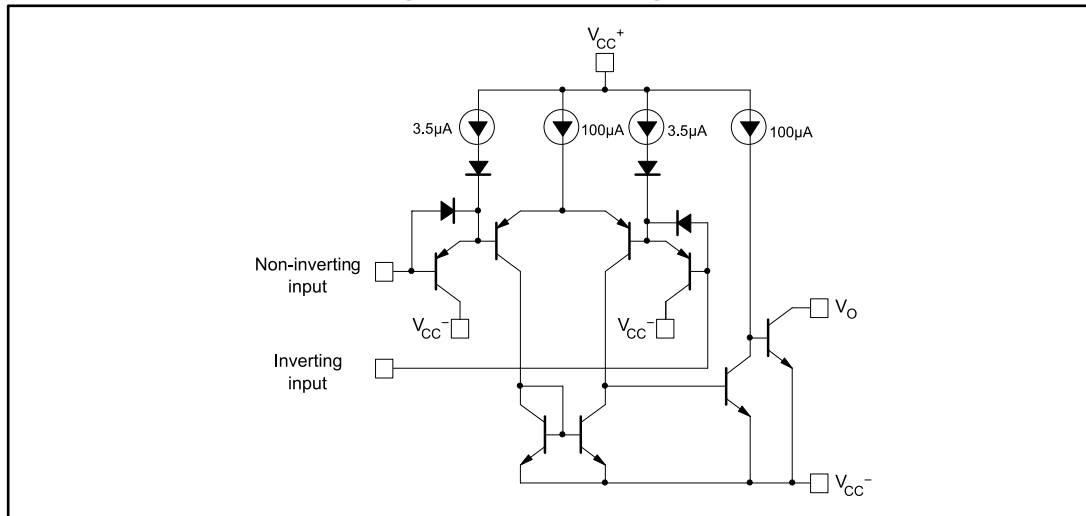 VCC+
3.5µA
100µA
3.5µA
100µA
Non-inverting
input
VCC−
VCC−
VO
Inverting
input
VCC−